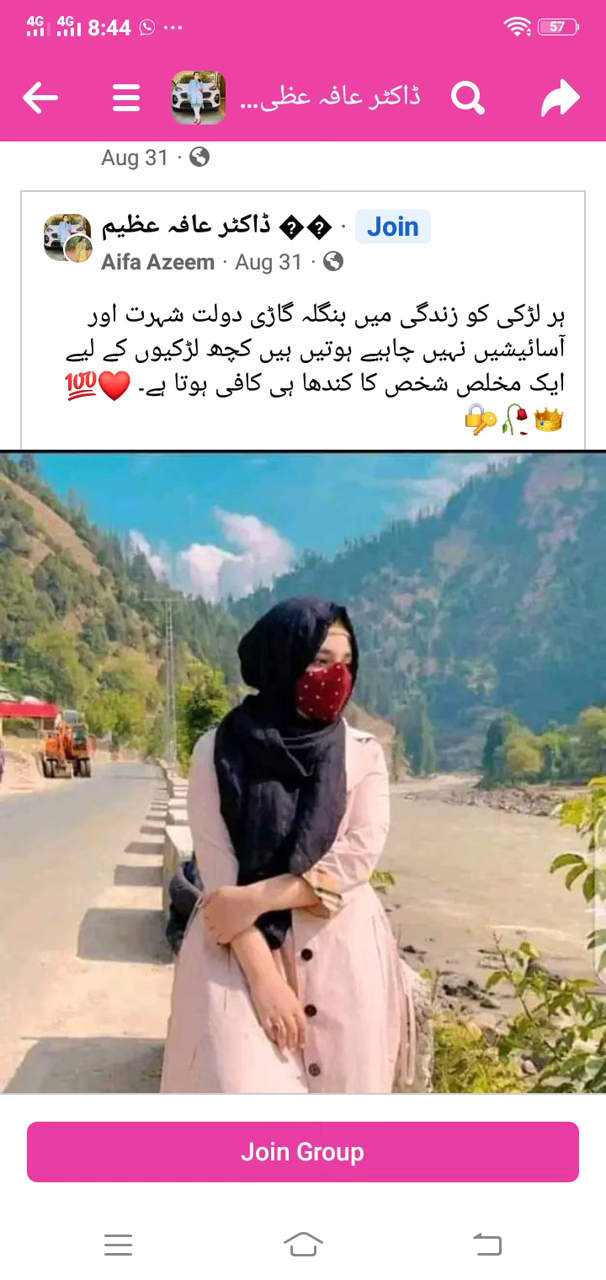 4G 4G 8:44 ... 57
ڈاکٹر عافہ عظی...
Aug 31 ·
ڈاکٹر عافہ عظیم �� · Join
Aifa Azeem · Aug 31 ·
ہر لڑکی کو زندگی میں بنگلہ گاڑی دولت شہرت اور
آسائیشیں نہیں چاہیے ہوتیں ہیں کچھ لڑکیوں کے لیے
ایک مخلص شخص کا کندھا ہی کافی ہوتا ہے۔ ❤️💯
👑🥀🔐
Join Group